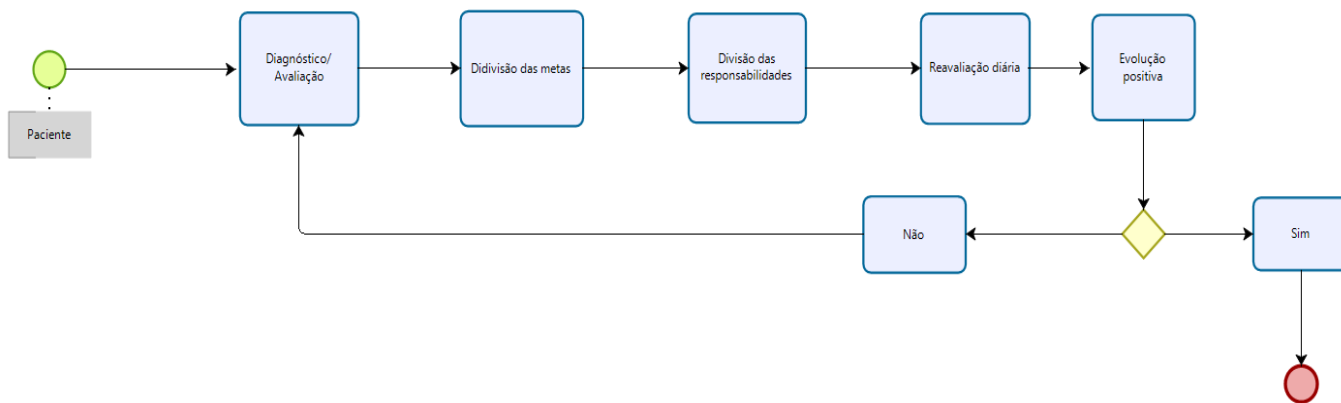 Paciente
Diagnóstico/
Avaliação
Didivisão das metas
Divisão das
responsabilidades
Reavaliação diária
Evolução
positiva
Não
Sim